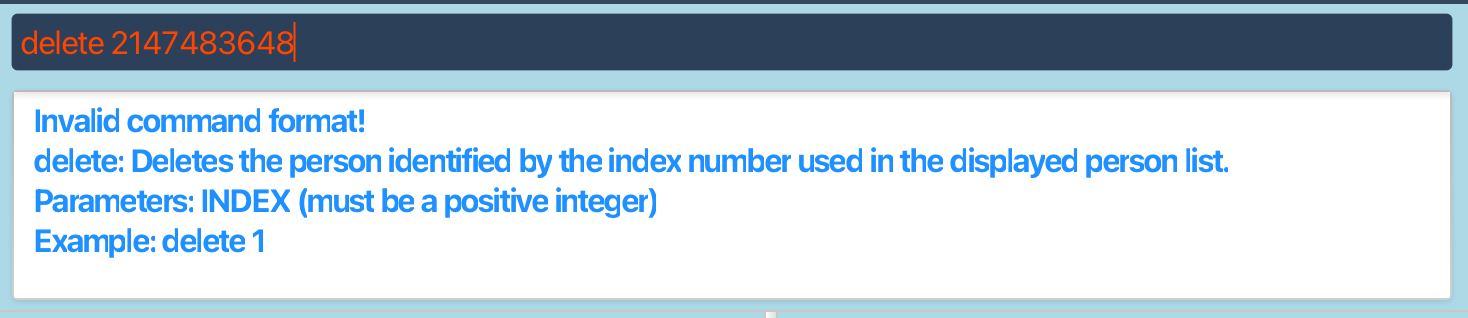 delete 2147483648
Invalid command format!
delete: Deletes the person identified by the index number used in the displayed person list.
Parameters: INDEX (must be a positive integer)
Example: delete 1